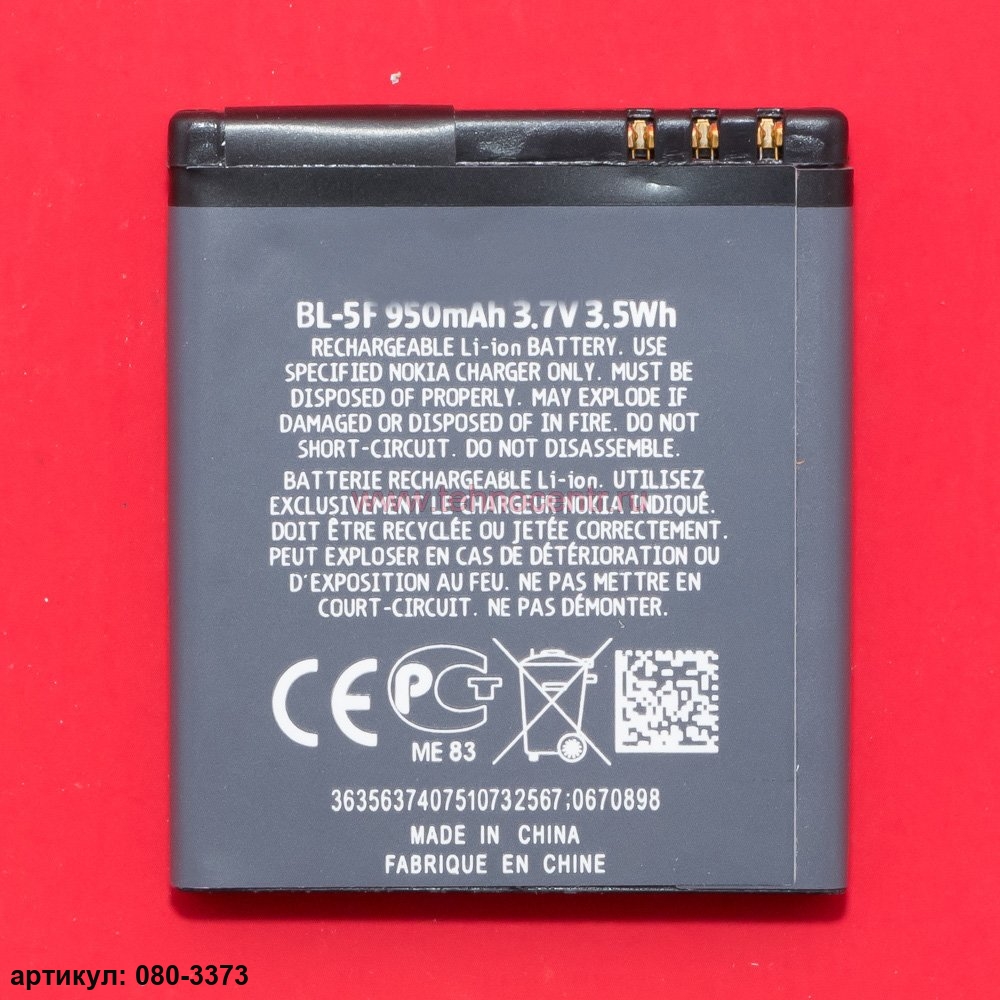 BL-5F 950mAh 3.7V 3.5Wh
RECHARGEABLE Li-ion BATTERY. USE
SPECIFIED NOKIA CHARGER ONLY. MUST BE
DISPOSED OF PROPERLY. MAY EXPLODE IF
DAMAGED OR DISPOSED OF IN FIRE. DO NOT
SHORT-CIRCUIT. DO NOT DISASSEMBLE.
BATTERIE RECHARGEABLE Li-ion. UTILISEZ
EXCLUSIVEMENT LE CHARGEUR NOKIA INDIQUÉ.
DOIT ÊTRE RECYCLÉE OU JETÉE CORRECTEMENT.
PEUT EXPLOSER EN CAS DE DÉTÉRIORATION OU
D'EXPOSITION AU FEU. NE PAS METTRE EN
COURT-CIRCUIT. NE PAS DÉMONTER.
CE PCT
ME 83
3635637407510732567;0670898
MADE IN CHINA
FABRIQUE EN CHINE
артикул: 080-3373